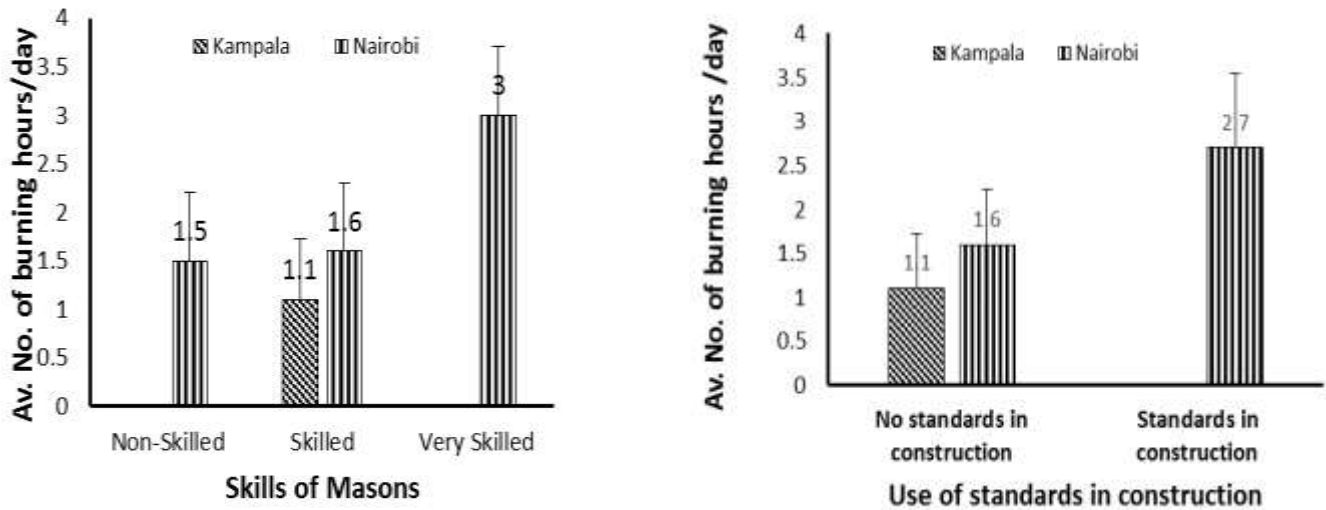 Av. No. of burning hours/day
4
3.5
3
2.5
2
1.5
1
0.5
0
Kampala Nairobi
1.5
1.1
1.6
3
Non-Skilled Skilled Very Skilled
Skills of Masons
Av. No. of burning hours /day
4
3.5
3
2.5
2
1.5
1
0.5
0
Kampala Nairobi
1.1
1.6
2.7
No standards in
construction
Standards in
construction
Use of standards in construction